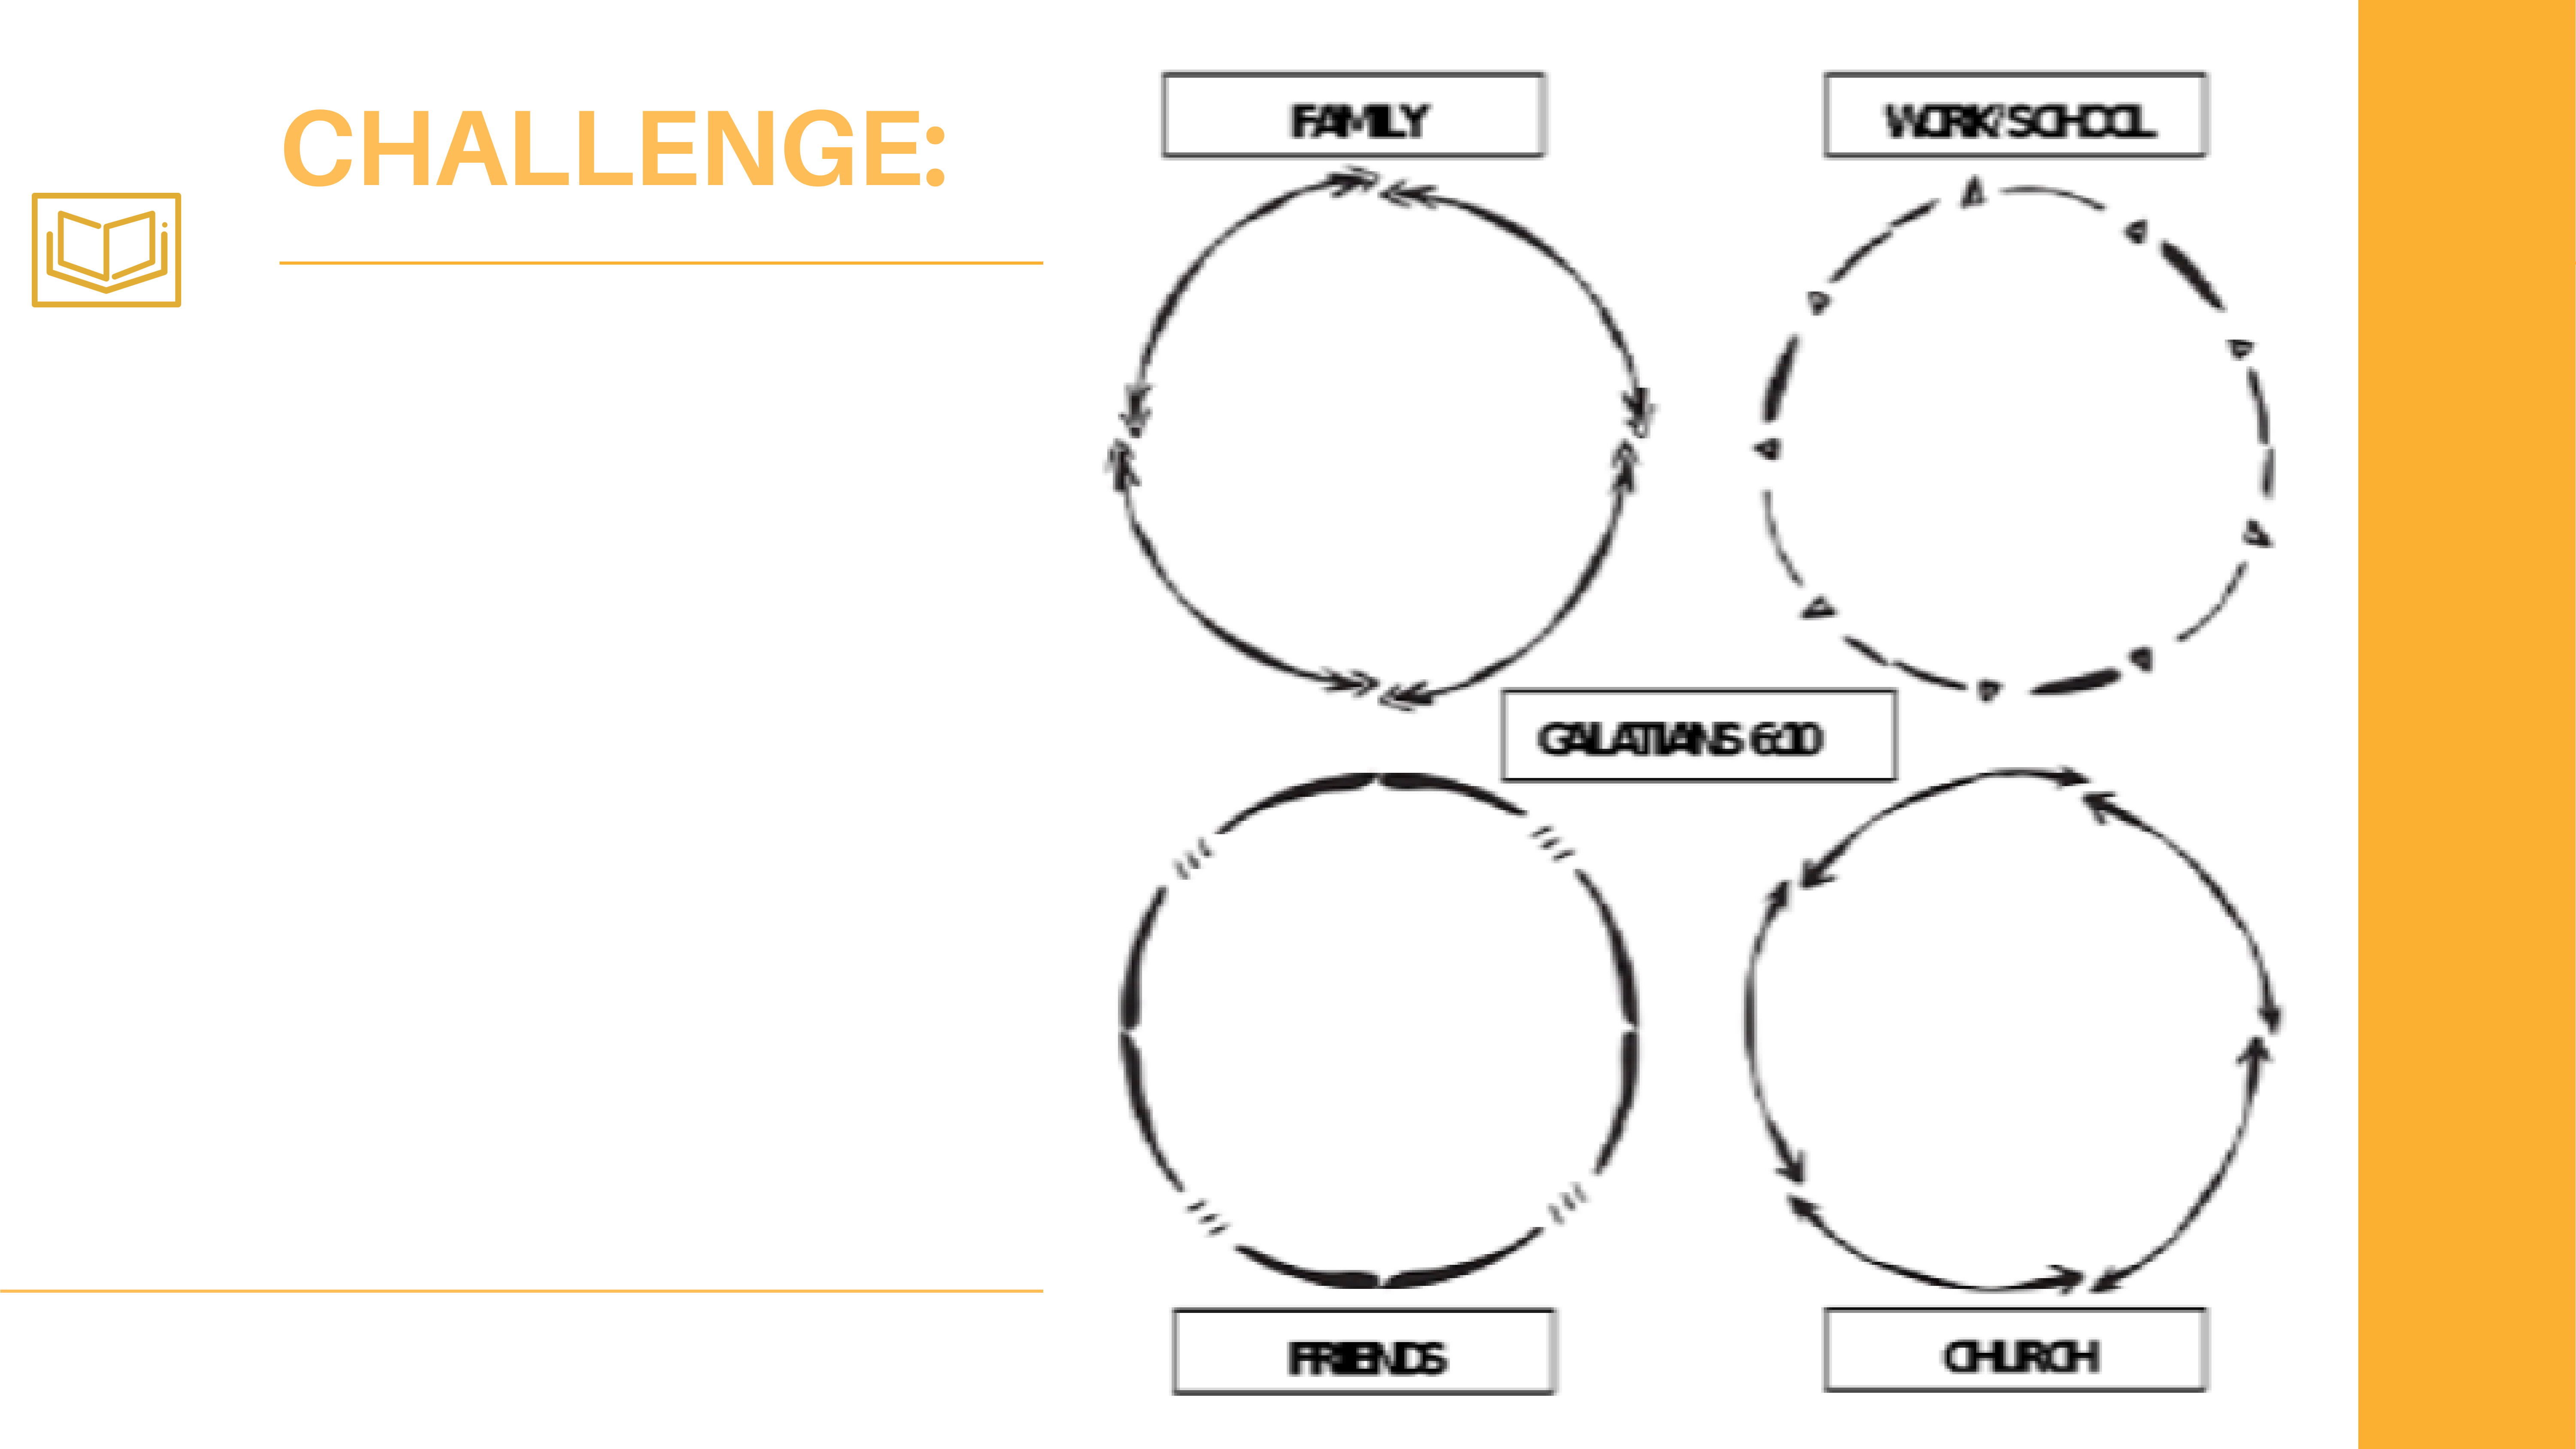 CHALLENGE:
FAMILY
WORK/SCHOOL
GALATIANS 6:10
FRIENDS
CHURCH